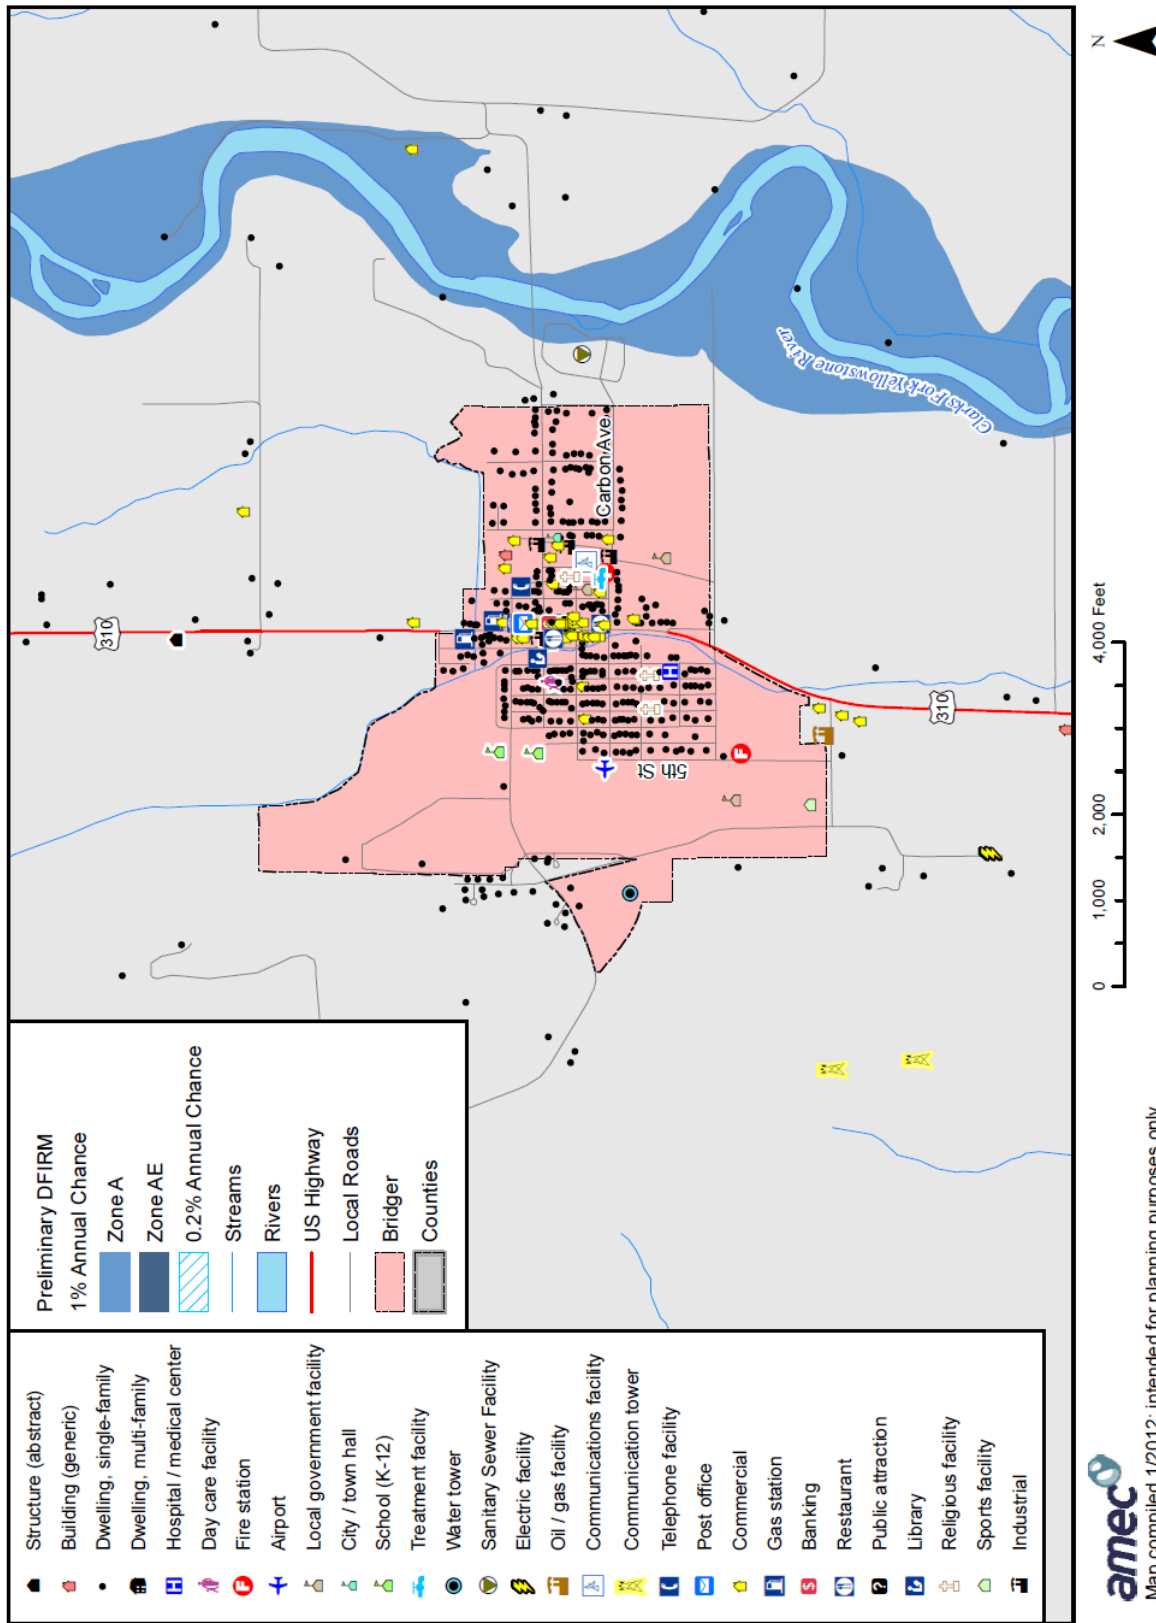 Structure (abstract)
Building (generic)
Dwelling, single-family
Dwelling, multi-family
Hospital / medical center
Day care facility
Fire station
Airport
Local government facility
City / town hall
School (K-12)
Treatment facility
Water tower
Sanitary Sewer Facility
Electric facility
Oil / gas facility
Communications facility
Communication tower
Telephone facility
Post office
Commercial
Gas station
Banking
Restaurant
Public attraction
Library
Religious facility
Sports facility
Industrial
Preliminary DFIRM
1% Annual Chance
Zone A
Zone AE
0.2% Annual Chance
Streams
Rivers
US Highway
Local Roads
Bridger
Counties
310
310
Carbon Ave
5th St
Clarks Fork Yellowstone River
H
F
F
N
0 1,000 2,000 4,000 Feet
amec
Map compiled 1/2012; intended for planning purposes only